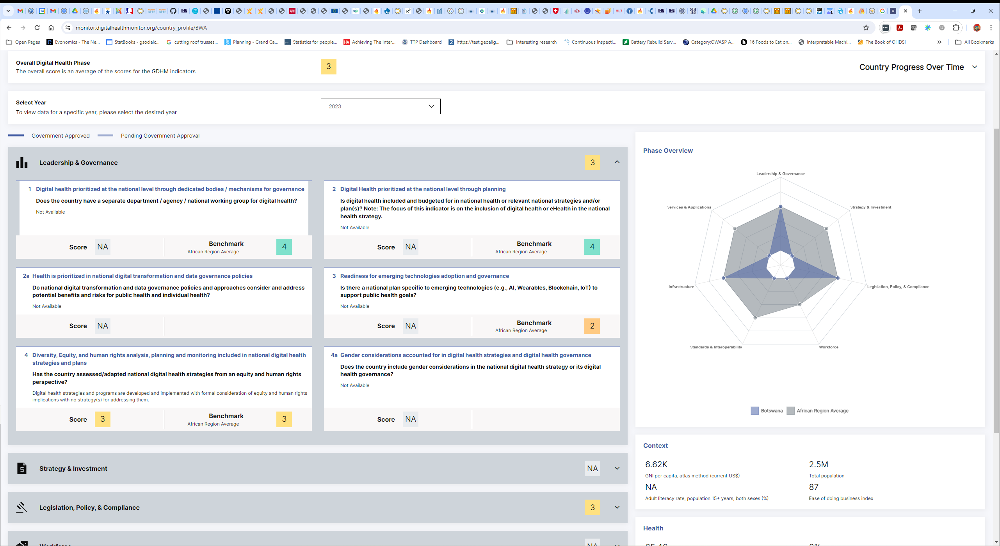 monitor.digitalhealthmonitor.org/country_profile/BWA
Open Pages
Evonomics - The Ne...
StatBooks - gsocialc...
cutting roof trusses...
Planning - Grand Ca...
Statistics for people...
HA Achieving The Inter...
TTP Dashboard
https://test.geoalig...
Interesting research
Continuous Inspecti...
Battery Rebuild Serv...
Category:OWASP A...
16 Foods to Eat on...
Interpretable Machi...
The Book of OHDSI
All Bookmarks
Overall Digital Health Phase
The overall score is an average of the scores for the GDHM indicators
3
Country Progress Over Time
Select Year
To view data for a specific year, please select the desired year
2023
Government Approved
Pending Government Approval
Leadership & Governance
3
1 Digital health prioritized at the national level through dedicated bodies / mechanisms for governance
Does the country have a separate department / agency / national working group for digital health?
Not Available
Score NA
Benchmark
African Region Average
4
2 Digital Health prioritized at the national level through planning
Is digital health included and budgeted for in national health or relevant national strategies and/or
plan(s)? Note: The focus of this indicator is on the inclusion of digital health or eHealth in the national
health strategy.
Not Available
Score NA
Benchmark
African Region Average
4
2a Health is prioritized in national digital transformation and data governance policies
Do national digital transformation and data governance policies and approaches consider and address
potential benefits and risks for public health and individual health?
Not Available
Score NA
3 Readiness for emerging technologies adoption and governance
Is there a national plan specific to emerging technologies (e.g., AI, Wearables, Blockchain, IoT) to
support public health goals?
Not Available
Score NA
Benchmark
African Region Average
2
4 Diversity, Equity, and human rights analysis, planning and monitoring included in national digital health
strategies and plans
Has the country assessed/adapted national digital health strategies from an equity and human rights
perspective?
Digital health strategies and programs are developed and implemented with formal consideration of equity and human rights
implications with no strategy(s) for addressing them.
Score 3
Benchmark
African Region Average
3
4a Gender considerations accounted for in digital health strategies and digital health governance
Does the country include gender considerations in the national digital health strategy or its digital
health governance?
Not Available
Score NA
Strategy & Investment
NA
Legislation, Policy, & Compliance
3
Phase Overview
Leadership & Governance
Services & Applications
Strategy & Investment
Infrastructure
Legislation, Policy, & Compliance
Standards & Interoperability
Workforce
Botswana
African Region Average
Context
6.62K
GNI per capita, atlas method (current US$)
2.5M
Total population
NA
Adult literacy rate, population 15+ years, both sexes (%)
87
Ease of doing business index
Health